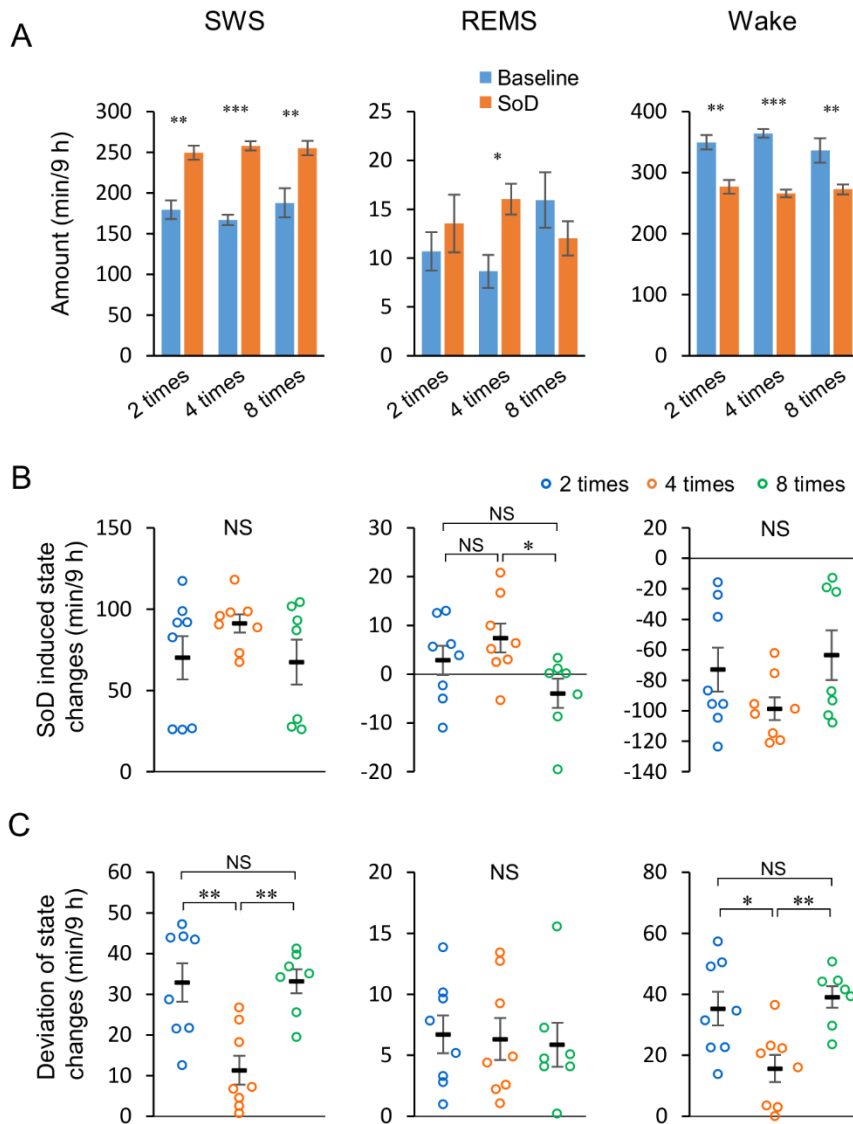 SWS REMS Wake
A
Baseline
SoD
Amount (min/9 h)
300
250
200
150
100
50
0
** *** **
2 times 4 times 8 times
25
20
15
10
5
0
*
2 times 4 times 8 times
400
300
200
100
0
** *** **
2 times 4 times 8 times
B
2 times 4 times 8 times
SoD induced state
changes (min/9 h)
150
100
50
0
NS
30
20
10
0
-10
-20
NS
NS *
20
0
-20
-40
-60
-80
-100
-120
-140
NS
C
Deviation of state
changes (min/9 h)
60
50
40
30
20
10
0
NS
** **
20
15
10
5
0
NS
80
60
40
20
0
NS
* **